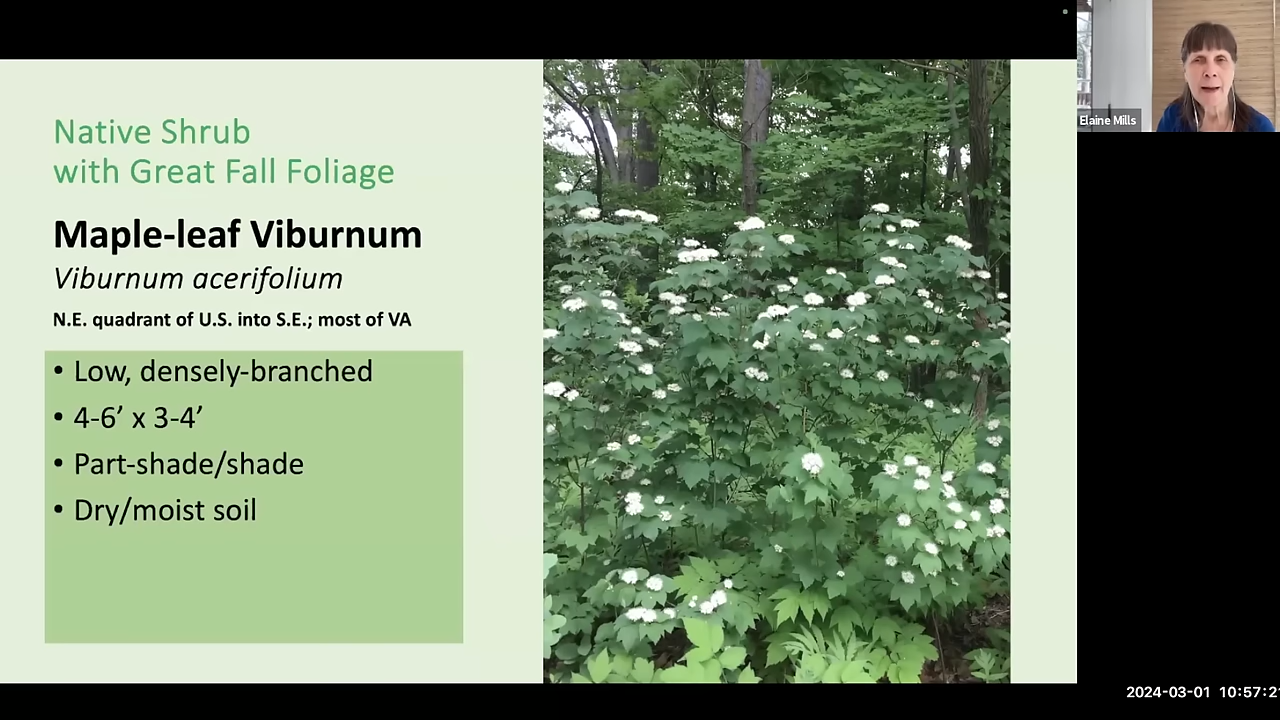 Native Shrub
with Great Fall Foliage
Maple-leaf Viburnum
Viburnum acerifolium
N.E. quadrant of U.S. into S.E.; most of VA
• Low, densely-branched
• 4-6’ x 3-4’
• Part-shade/shade
• Dry/moist soil
Elaine Mills
2024-03-01 10:57:2